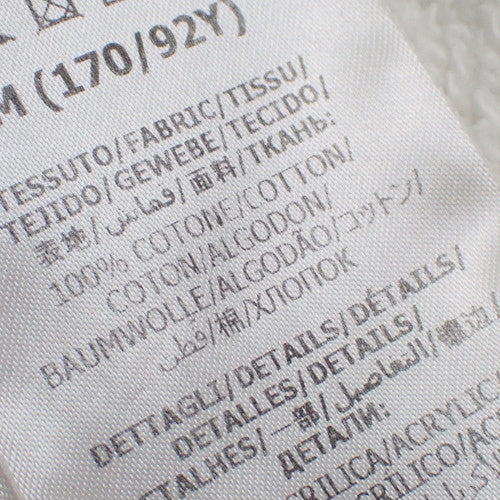 M (170/92Y)
TESSUTO/FABRIC/TISSU/
TEJIDO/GEWEBE/TECIDO/
表地/قماش/面料/ТКАНЬ:
100% COTONE/COTTON/
COTON/ALGODON/
BAUMWOLLE/ALGODÃO/コットン/
قطن/棉/ХЛОПОК
DETTAGLI/DETAILS/DÉTAILS/
DETALLES/DETAILS/
DETALHES/一部/التفاصيل/
ДЕТАЛИ:
ACRILICA/ACRYLIC/
ACRÍLICO/